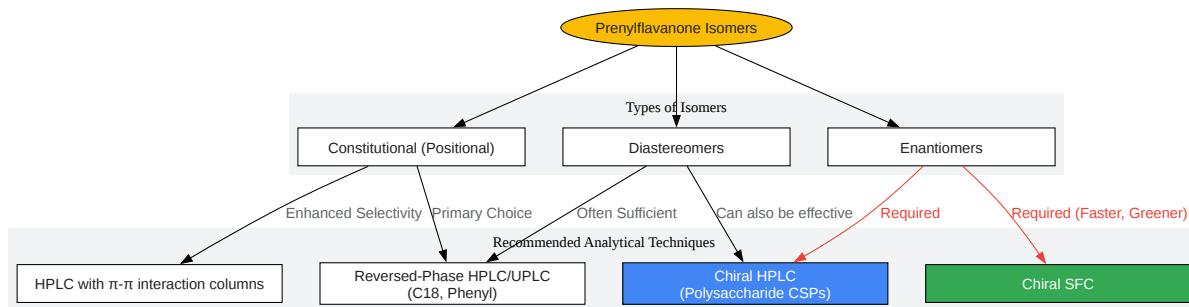 Prenylflavanone Isomers
Types of Isomers
Constitutional (Positional)
Diastereomers
Enantiomers
Enhanced Selectivity
Primary Choice
Often Sufficient
Can also be effective
Required
Required (Faster, Greener)
Recommended Analytical Techniques
HPLC with π-π interaction columns
Reversed-Phase HPLC/UPLC
(C18, Phenyl)
Chiral HPLC
(Polysaccharide CSPs)
Chiral SFC